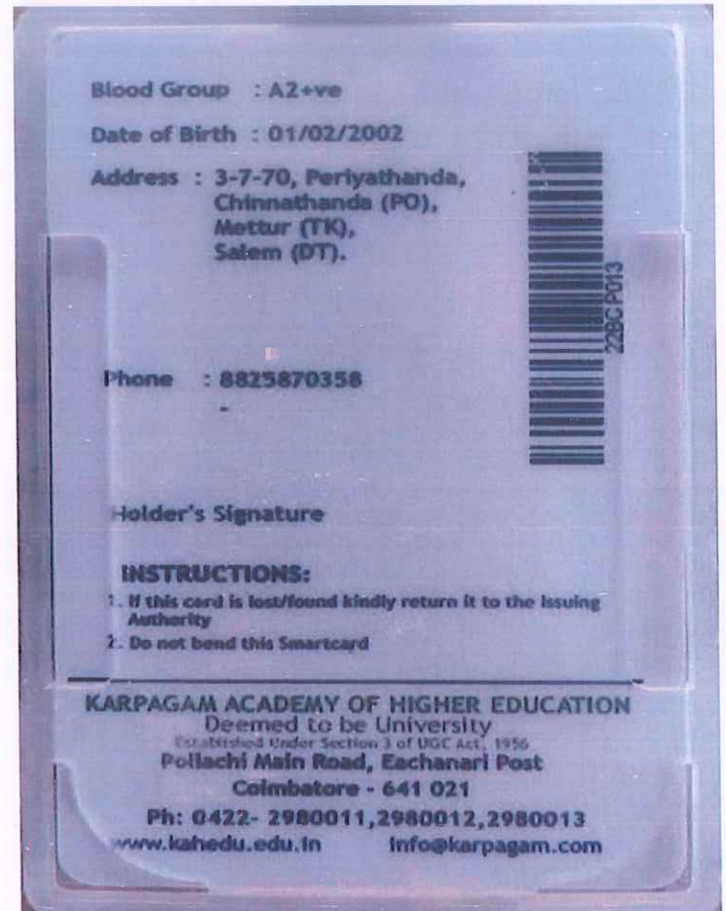 Blood Group : A2+ve
Date of Birth : 01/02/2002
Address : 3-7-70, Periyathanda,
Chinnathanda (PO),
Mettur (TK),
Salem (DT).
22BCP013
Phone : 8825870358
-
Holder's Signature
INSTRUCTIONS:
1. If this card is lost/found kindly return it to the Issuing
Authority
2. Do not bend this Smartcard
KARPAGAM ACADEMY OF HIGHER EDUCATION
Deemed to be University
Established Under Section 3 of UGC Act, 1956
Pollachi Main Road, Eachanari Post
Coimbatore - 641 021
Ph: 0422- 2980011,2980012,2980013
www.kahedu.edu.in info@karpagam.com